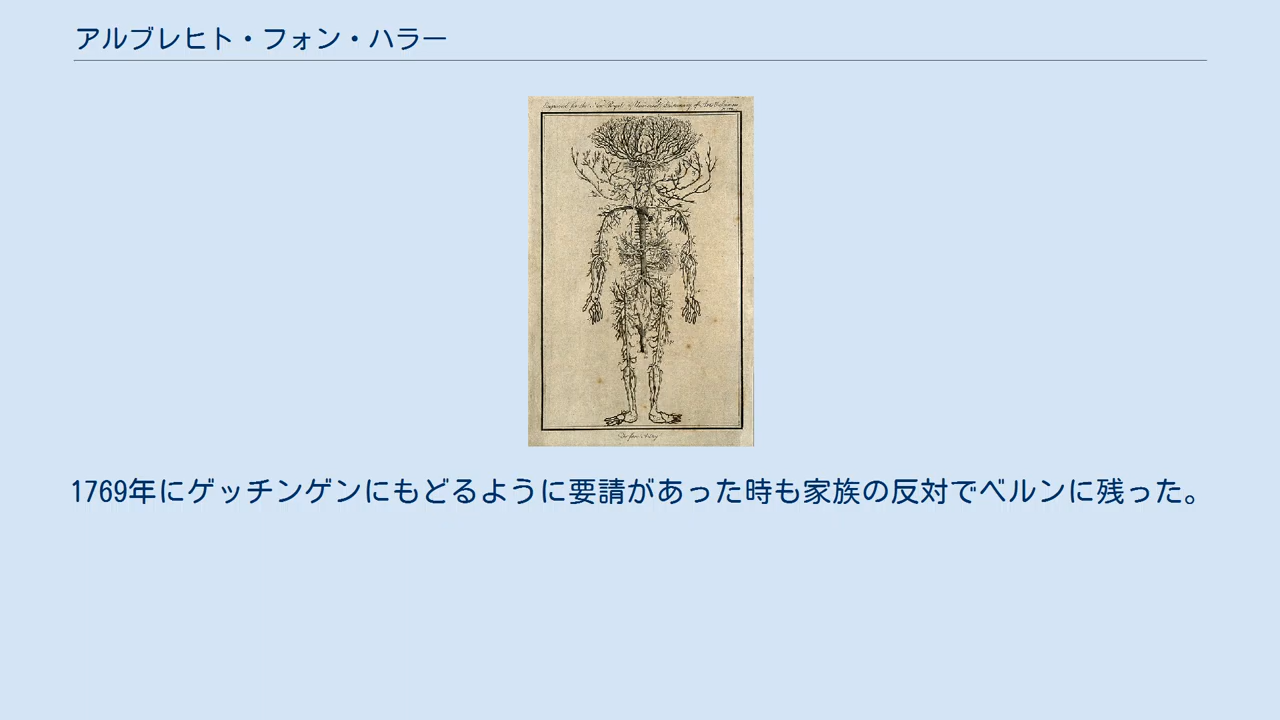 アルブレヒト・フォン・ハラー
1769年にゲッチンゲンにもどるように要請があった時も家族の反対でベルンに残った。